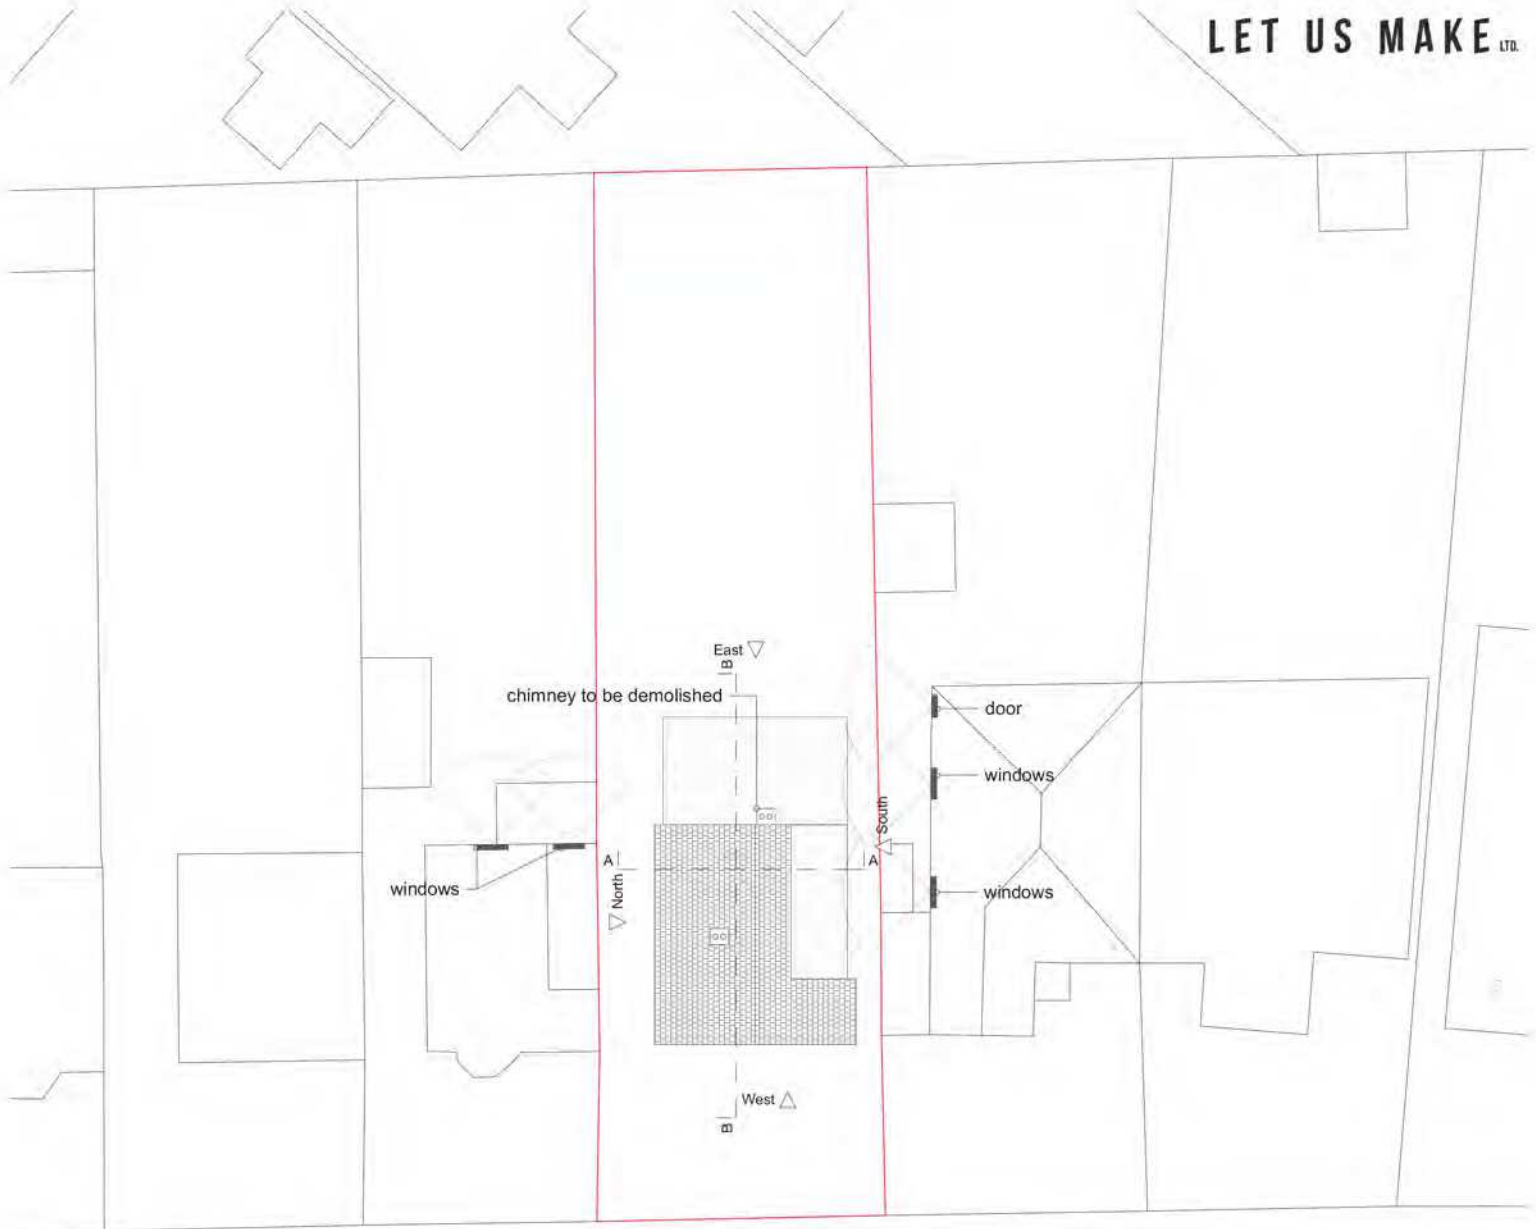 LET US MAKE LTD.
East
B
chimney to be demolished
door
windows
South
A
A
windows
North
windows
West
B